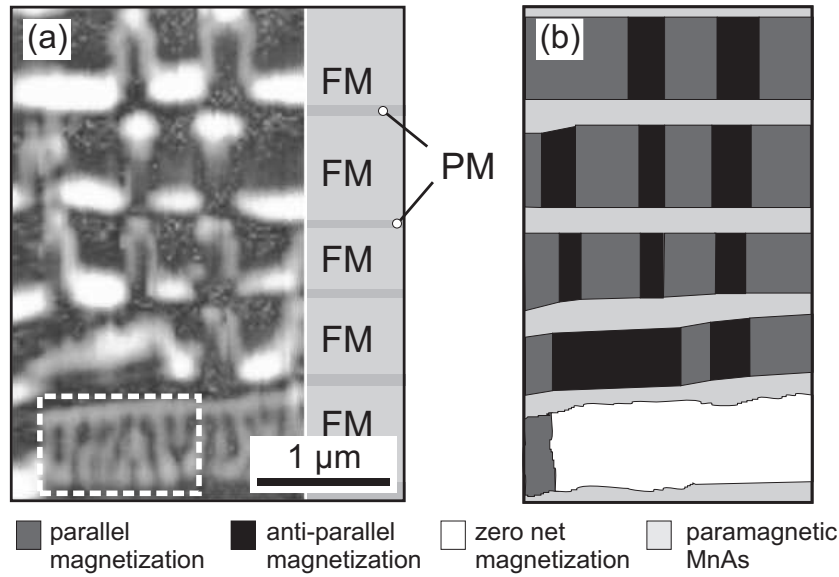 (a)
(b)
FM
FM
PM
FM
FM
FM
1 µm
parallel
magnetization
anti-parallel
magnetization
zero net
magnetization
paramagnetic
MnAs